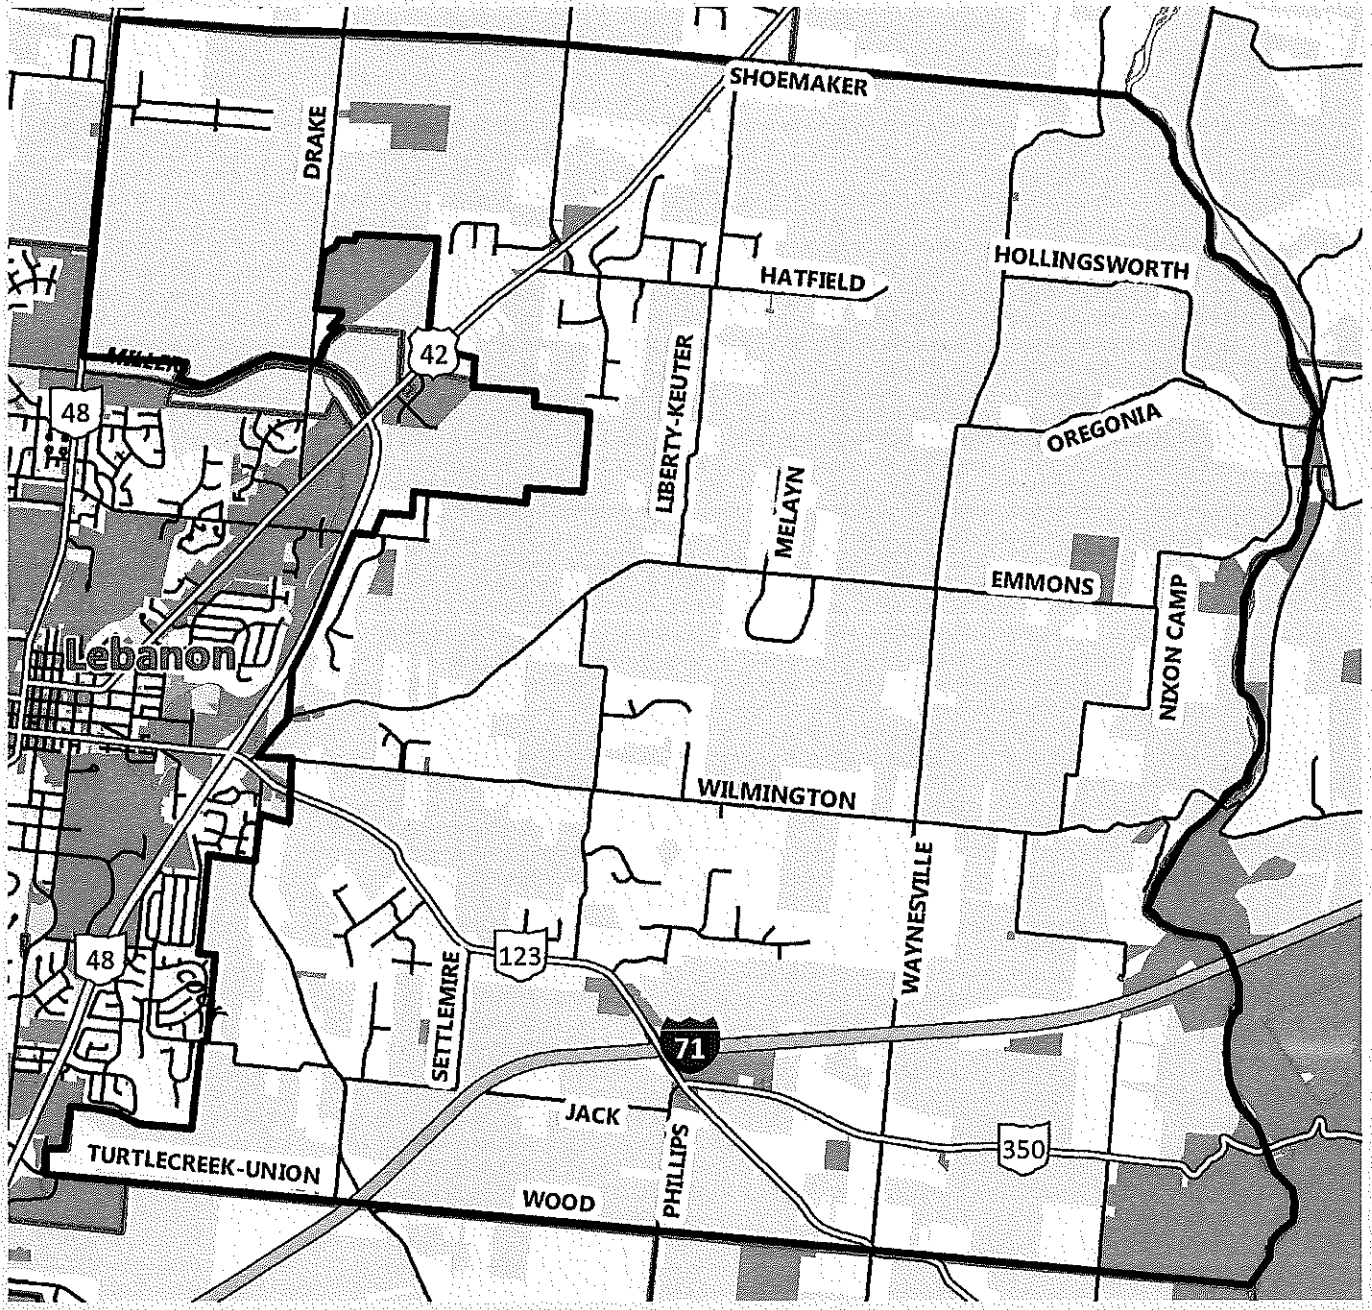 SHOEMAKER
DRAKE
HOLLINGSWORTH
HATFIELD
42
MILLER
LIBERTY-KEUTER
48
OREGONIA
MELAYN
EMMONS
NIXON CAMP
Lebanon
WILMINGTON
WAYNESVILLE
48
123
SETTLEMIRE
71
JACK
PHILLIPS
350
TURTLECREEK-UNION
WOOD